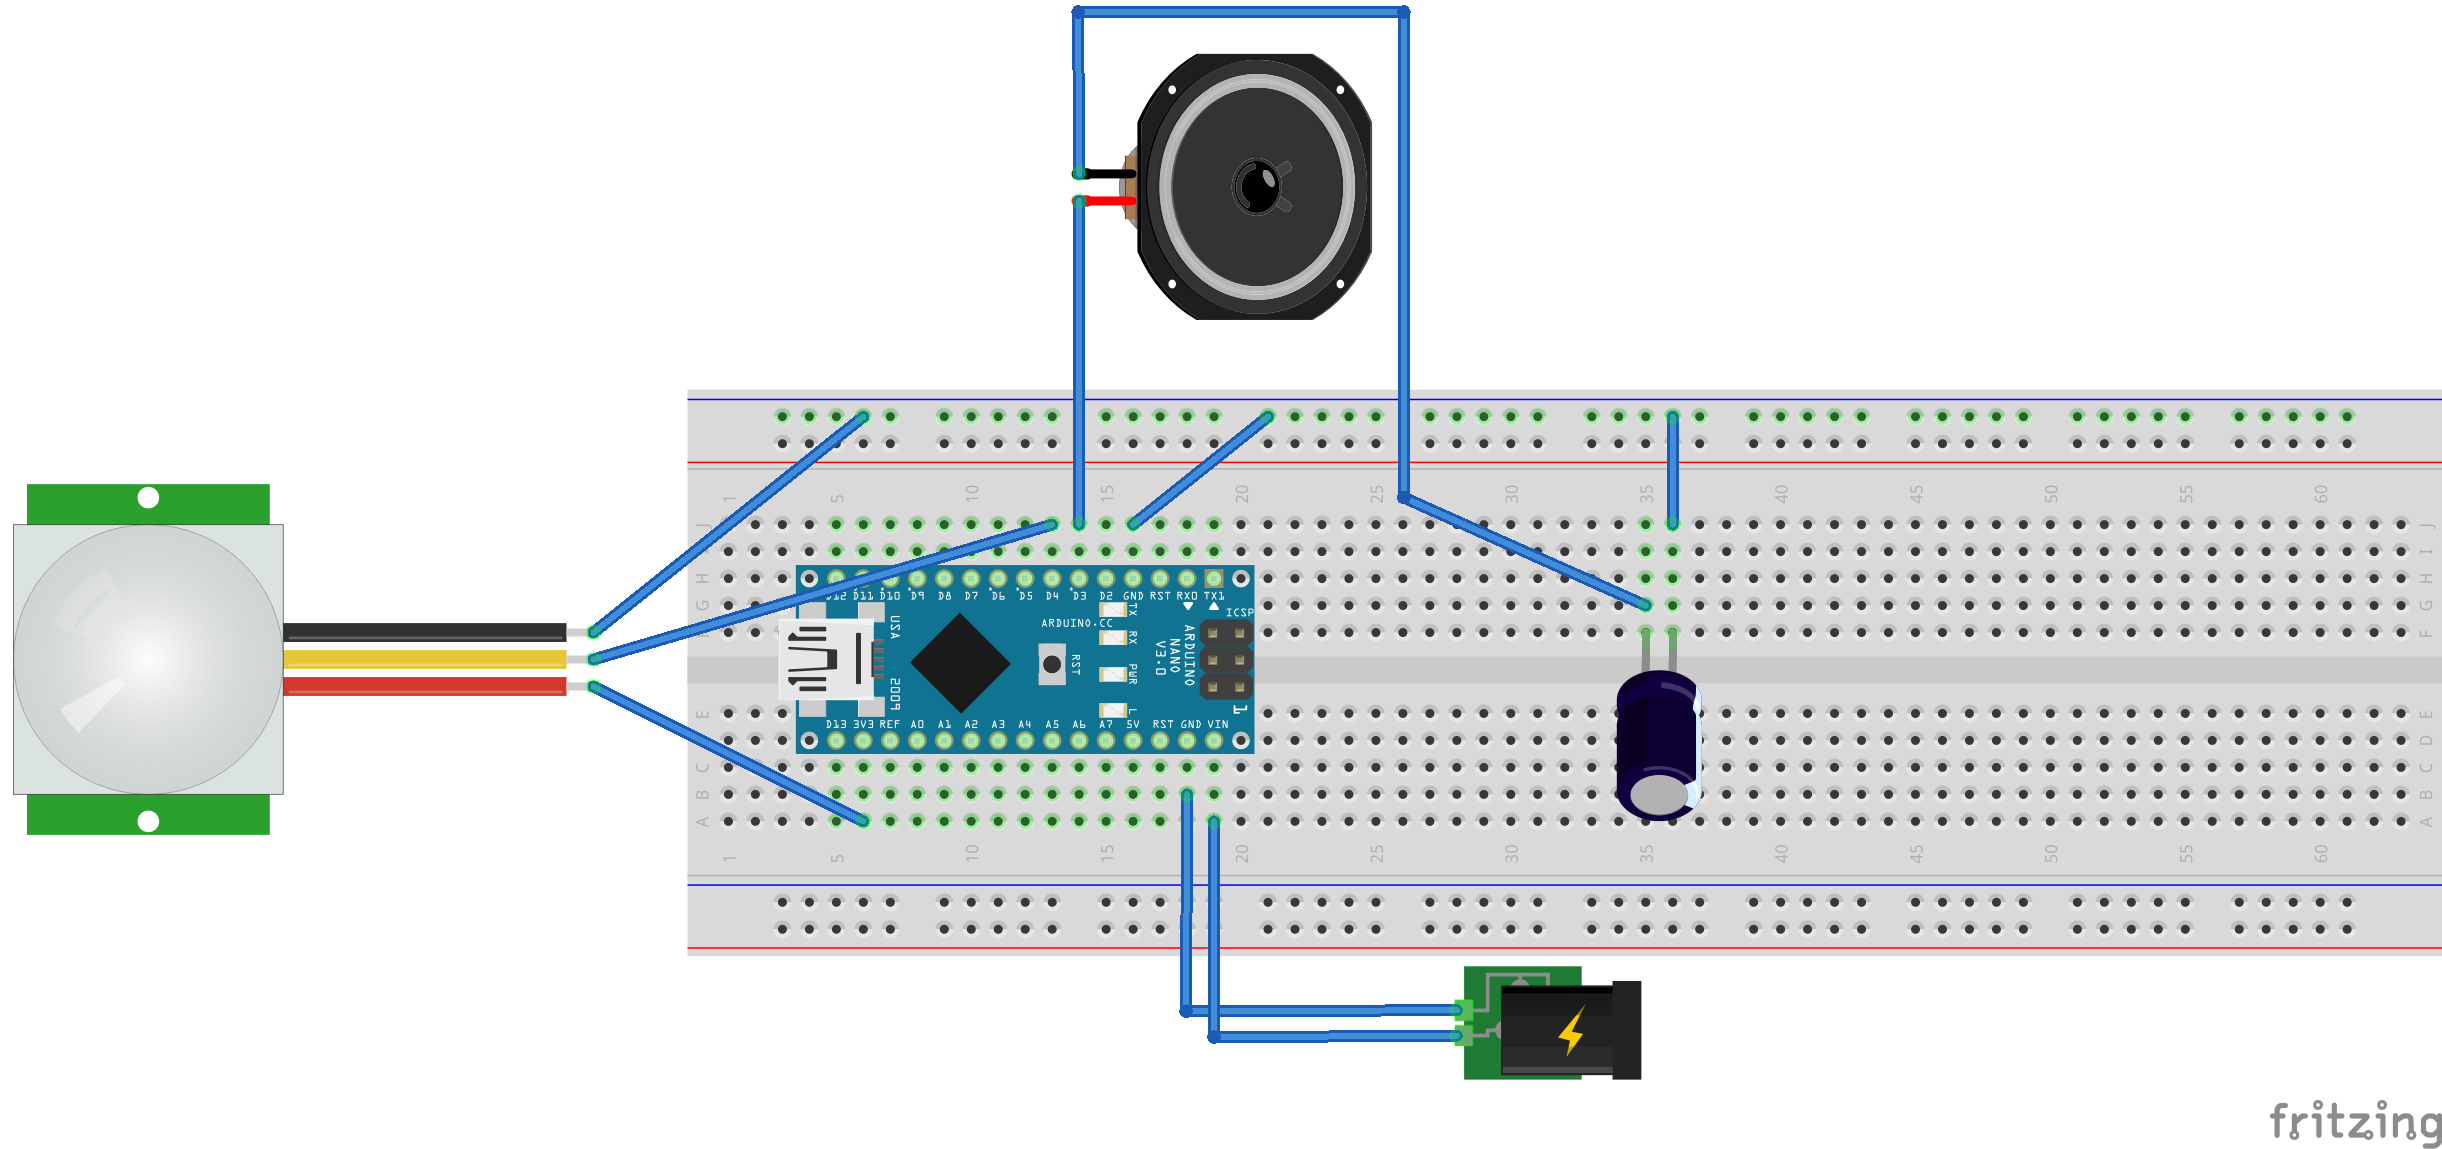 1 5 10 15 20 25 30 35 40 45 50 55 60
J J
I
H H
G G
F F
D12 D11 D10 D9 D8 D7 D6 D5 D4 D3 D2 GND RST RX0 TX1
ICSP
ARDUINO.CC
USA
TX
RX
RST
PWR
L
ARDUINO
NANO
V3.0
2009
1
D13 3V3 REF A0 A1 A2 A3 A4 A5 A6 A7 5V RST GND VIN
E E
D
C C
B B
A A
1 5 10 15 20 25 30 35 40 45 50 55 60
fritzing